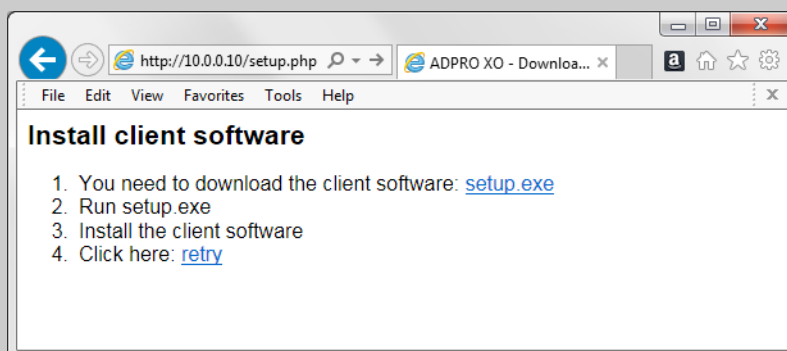 http://10.0.0.10/setup.php
ADPRO XO - Downloa...
a
File Edit View Favorites Tools Help
Install client software
1. You need to download the client software: setup.exe
2. Run setup.exe
3. Install the client software
4. Click here: retry